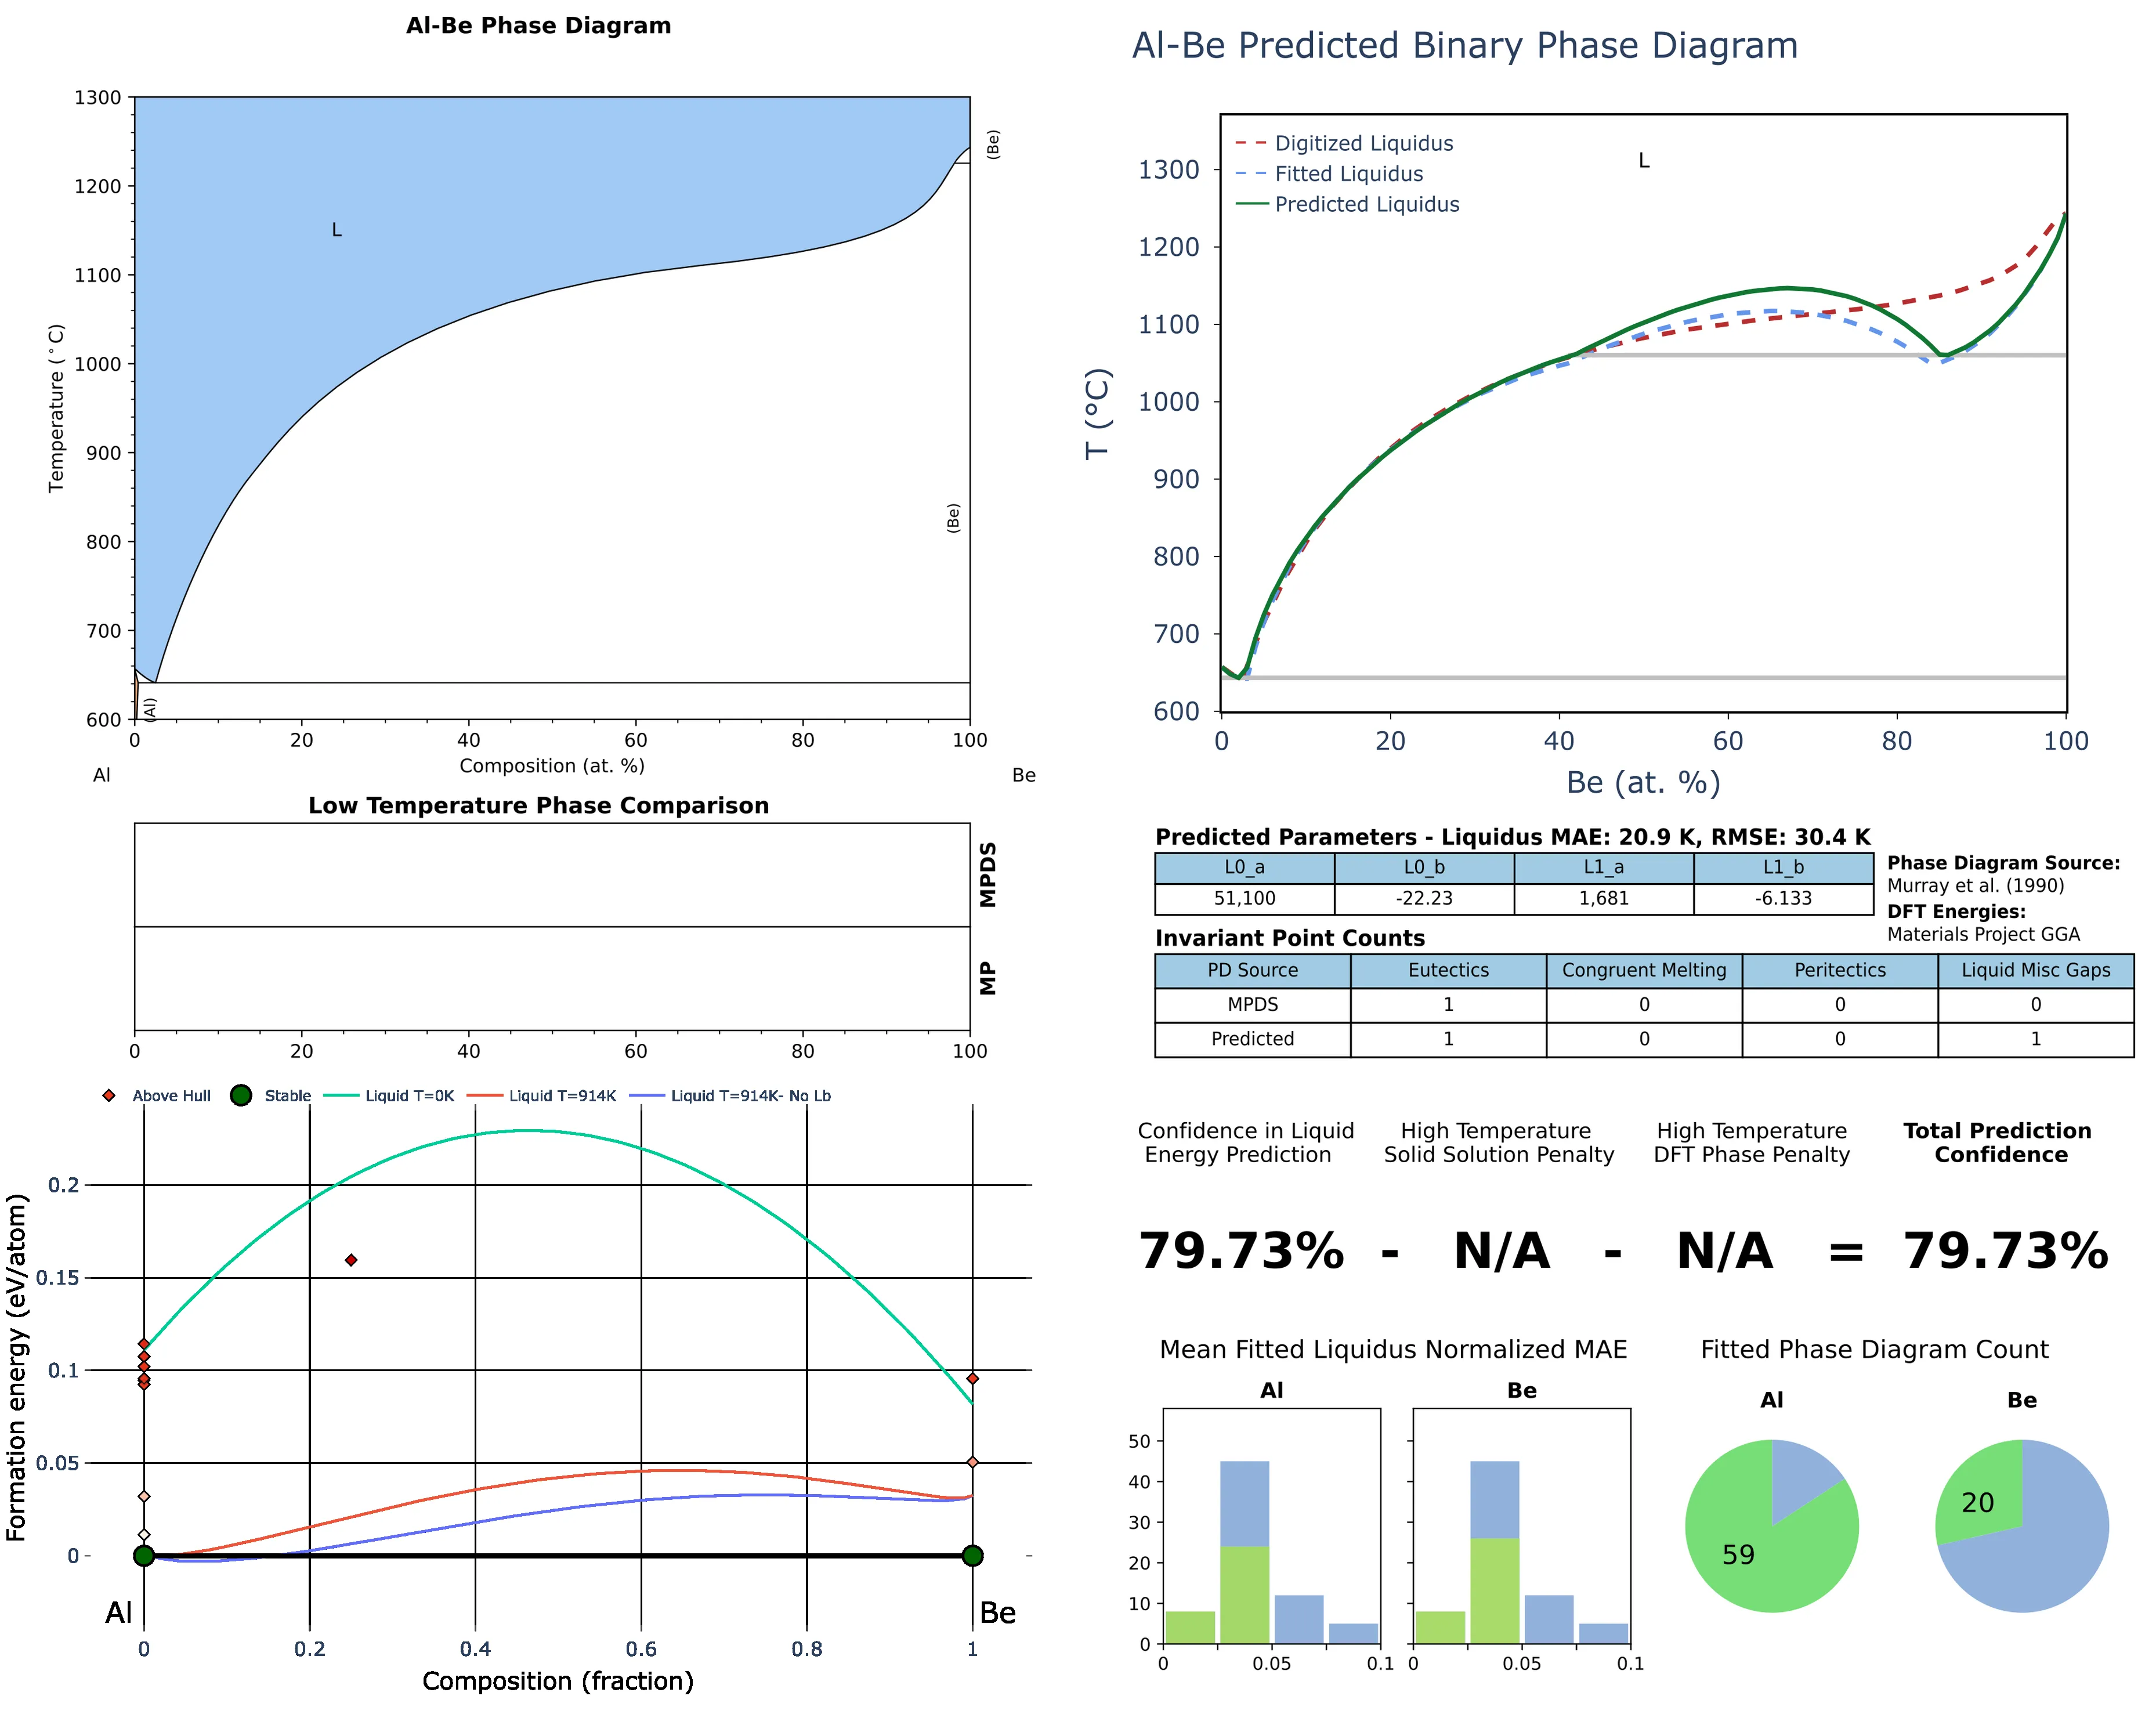 Al-Be Phase Diagram
1300
1200
1100
1000
900
800
700
600
Temperature (°C)
L
(Al)
(Be)
(Be)
0 20 40 60 80 100
Al Composition (at. %) Be
Low Temperature Phase Comparison
MPDS
MP
0 20 40 60 80 100
Above Hull Stable Liquid T=0K Liquid T=914K Liquid T=914K- No Lb
0.2
0.15
0.1
0.05
0
Formation energy (eV/atom)
Al Be
0 0.2 0.4 0.6 0.8 1
Composition (fraction)
Al-Be Predicted Binary Phase Diagram
Digitized Liquidus
Fitted Liquidus
Predicted Liquidus
L
1300
1200
1100
1000
900
800
700
600
T (°C)
0 20 40 60 80 100
Be (at. %)
Predicted Parameters - Liquidus MAE: 20.9 K, RMSE: 30.4 K
L0_a L0_b L1_a L1_b
51,100 -22.23 1,681 -6.133
Phase Diagram Source:
Murray et al. (1990)
DFT Energies:
Materials Project GGA
Invariant Point Counts
PD Source Eutectics Congruent Melting Peritectics Liquid Misc Gaps
MPDS 1 0 0 0
Predicted 1 0 0 1
Confidence in Liquid
Energy Prediction
High Temperature
Solid Solution Penalty
High Temperature
DFT Phase Penalty
Total Prediction
Confidence
79.73% - N/A - N/A = 79.73%
Mean Fitted Liquidus Normalized MAE
Al Be
50
40
30
20
10
0
0 0.05 0.1 0 0.05 0.1
Fitted Phase Diagram Count
Al Be
59
20